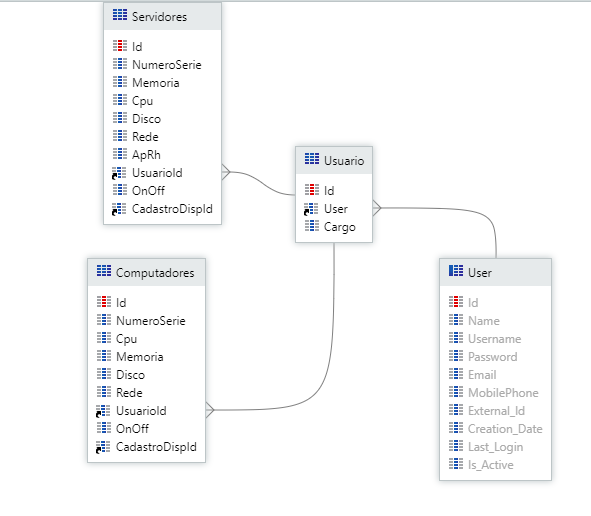 Servidores
Id
NumeroSerie
Memoria
Cpu
Disco
Rede
ApRh
UsuarioId
OnOff
CadastroDispId
Usuario
Id
User
Cargo
Computadores
Id
NumeroSerie
Cpu
Memoria
Disco
Rede
UsuarioId
OnOff
CadastroDispId
User
Id
Name
Username
Password
Email
MobilePhone
External_Id
Creation_Date
Last_Login
Is_Active